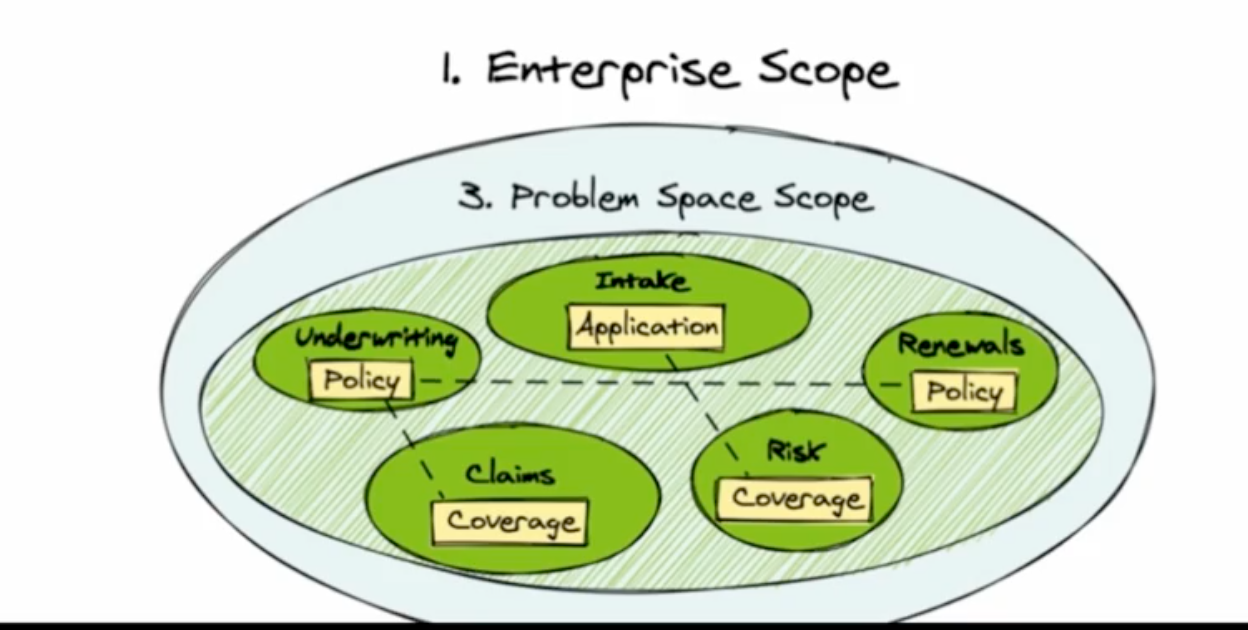 1. Enterprise Scope
3. Problem Space Scope
Intake
Application
Underwriting
Policy
Renewals
Policy
Claims
Coverage
Risk
Coverage